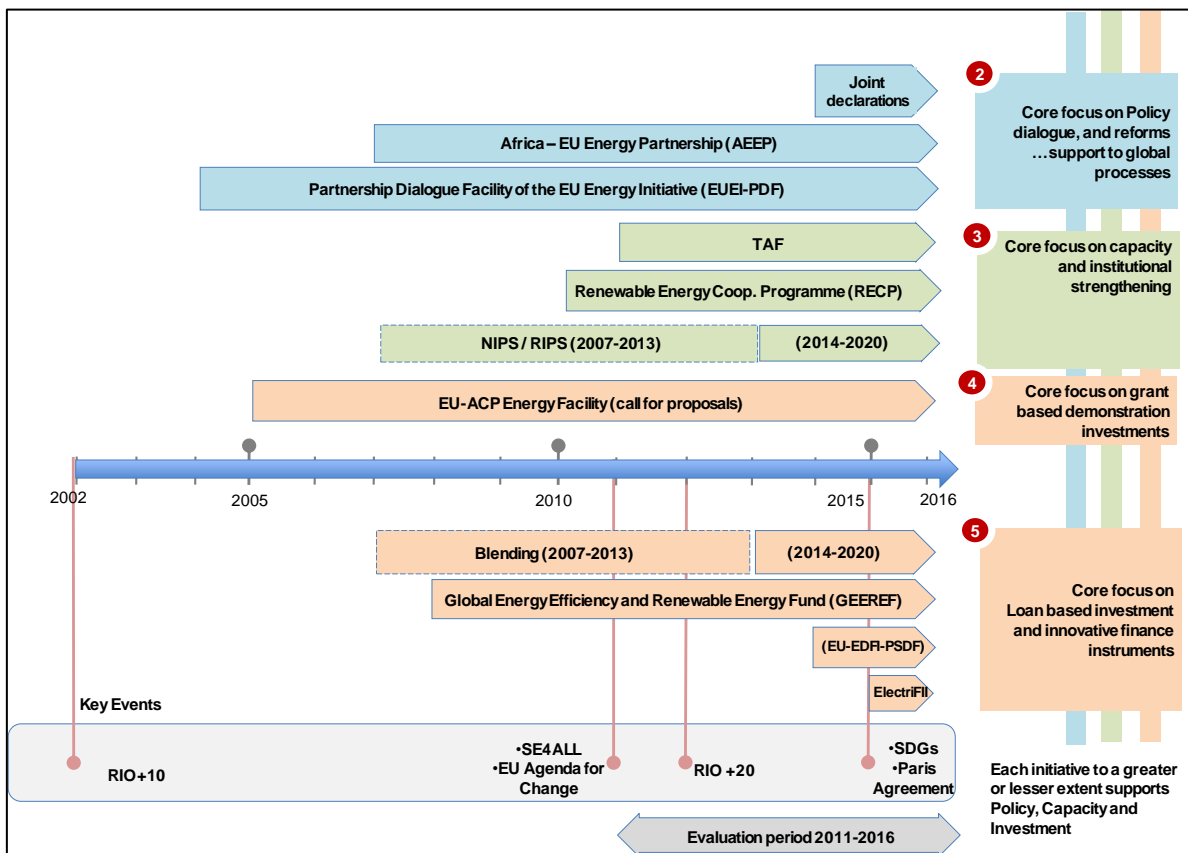 Joint
declarations
2
Core focus on Policy
dialogue, and reforms
…support to global
processes
Africa – EU Energy Partnership (AEEP)
Partnership Dialogue Facility of the EU Energy Initiative (EUEI-PDF)
TAF
3
Core focus on capacity
and institutional
strengthening
Renewable Energy Coop. Programme (RECP)
NIPS / RIPS (2007-2013)
(2014-2020)
EU-ACP Energy Facility (call for proposals)
4
Core focus on grant
based demonstration
investments
2002
2005
2010
2015
2016
Blending (2007-2013)
(2014-2020)
5
Core focus on
Loan based investment
and innovative finance
instruments
Global Energy Efficiency and Renewable Energy Fund (GEEREF)
(EU-EDFI-PSDF)
ElectriFII
Key Events
RIO+10
•SE4ALL
•EU Agenda for
Change
RIO +20
•SDGs
•Paris
Agreement
Each initiative to a greater
or lesser extent supports
Policy, Capacity and
Investment
Evaluation period 2011-2016